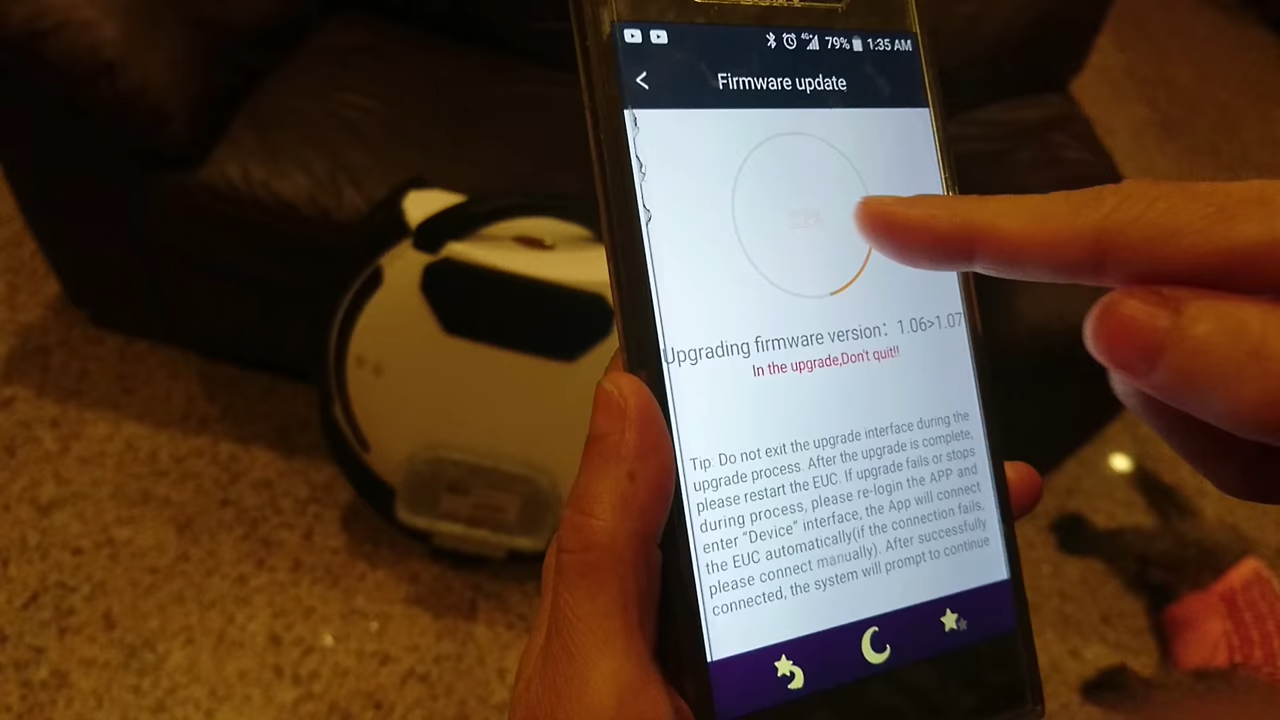 SONY
79% 1:35 AM
Firmware update
Upgrading firmware version: 1.06>1.07
In the upgrade,Don't quit!!
Tip: Do not exit the upgrade interface during the
upgrade process. After the upgrade is complete,
please restart the EUC. If upgrade fails or stops
during process, please re-login the APP and
enter "Device" interface, the App will connect
the EUC automatically(if the connection fails,
please connect manually). After successfully
connected, the system will prompt to continue